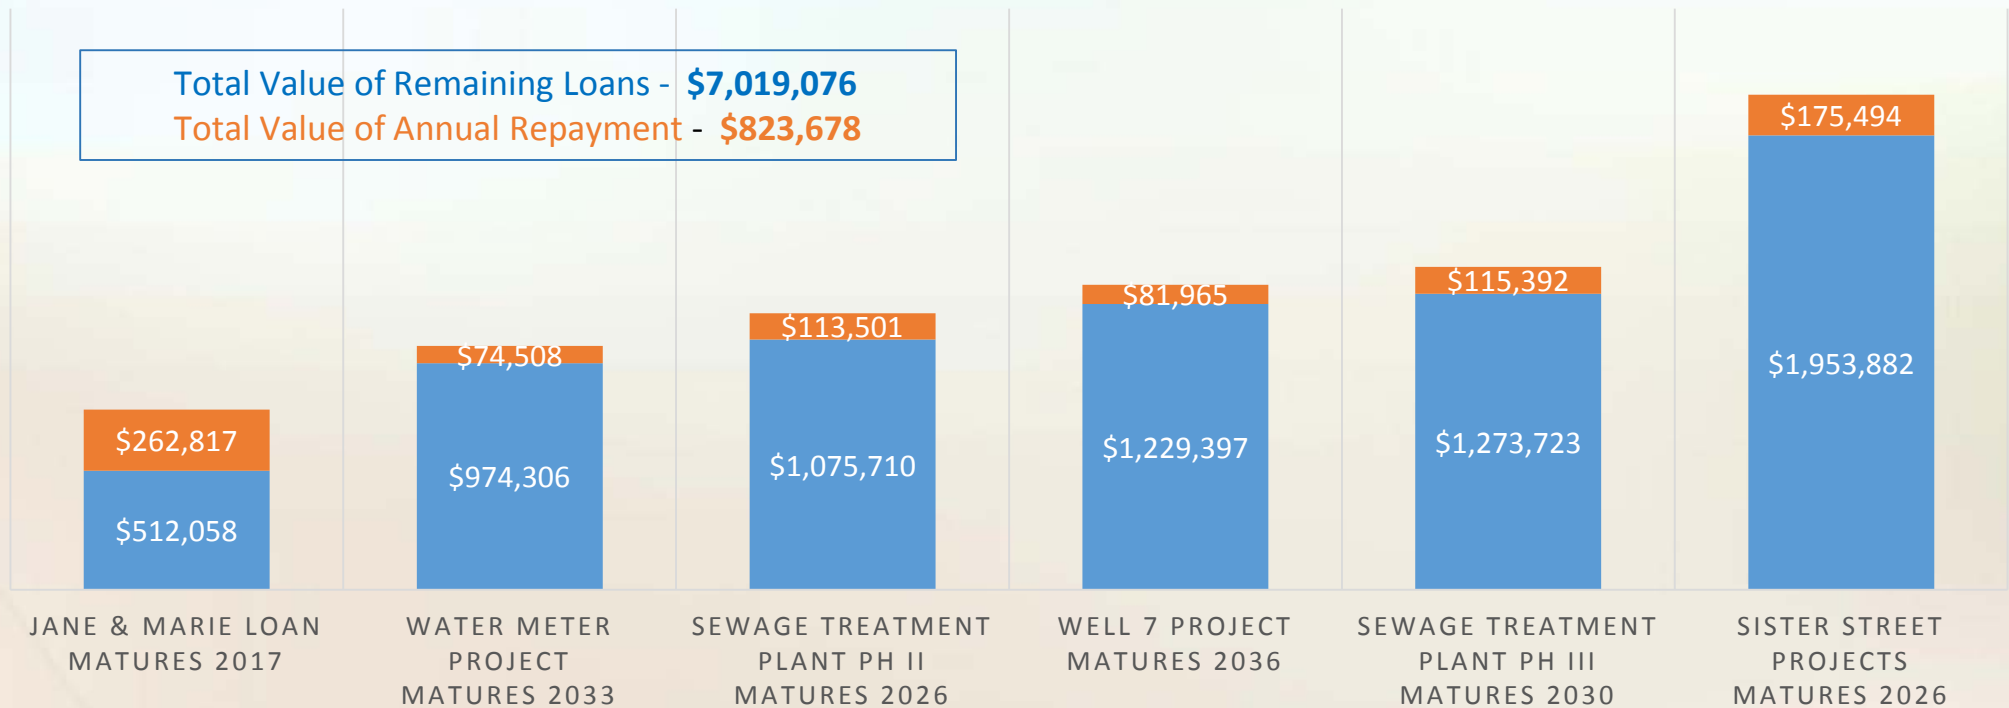 Total Value of Remaining Loans - $7,019,076
Total Value of Annual Repayment - $823,678
$262,817
$512,058
$74,508
$974,306
$113,501
$1,075,710
$81,965
$1,229,397
$115,392
$1,273,723
$175,494
$1,953,882
JANE & MARIE LOAN
MATURES 2017
WATER METER
PROJECT
MATURES 2033
SEWAGE TREATMENT
PLANT PH II
MATURES 2026
WELL 7 PROJECT
MATURES 2036
SEWAGE TREATMENT
PLANT PH III
MATURES 2030
SISTER STREET
PROJECTS
MATURES 2026